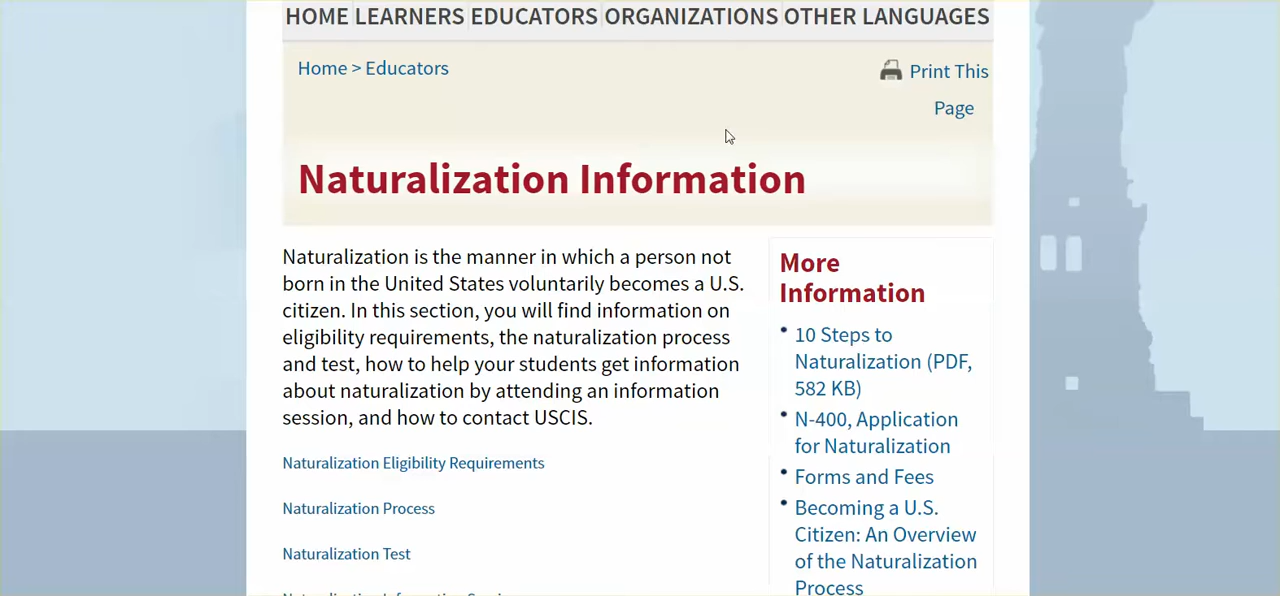 HOME LEARNERS EDUCATORS ORGANIZATIONS OTHER LANGUAGES
Home > Educators
Print This
Page
Naturalization Information
Naturalization is the manner in which a person not
born in the United States voluntarily becomes a U.S.
citizen. In this section, you will find information on
eligibility requirements, the naturalization process
and test, how to help your students get information
about naturalization by attending an information
session, and how to contact USCIS.
Naturalization Eligibility Requirements
Naturalization Process
Naturalization Test
More
Information
10 Steps to
Naturalization (PDF,
582 KB)
N-400, Application
for Naturalization
Forms and Fees
Becoming a U.S.
Citizen: An Overview
of the Naturalization
Process